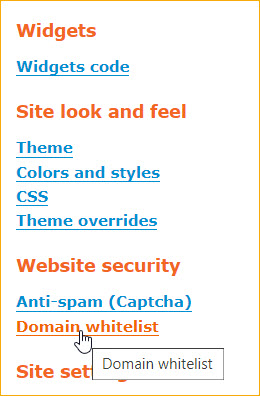 Widgets
Widgets code
Site look and feel
Theme
Colors and styles
CSS
Theme overrides
Website security
Anti-spam (Captcha)
Domain whitelist
Domain whitelist
Site